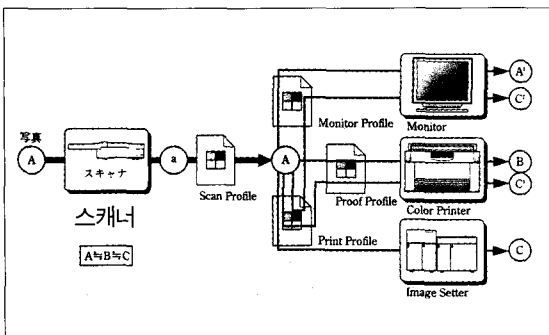 写真
A
スキャナ
스캐너
A≒B≒C
a
Scan Profile
A
Monitor Profile
Monitor
A'
C'
Proof Profile
Color Printer
B
C'
Print Profile
Image Setter
C